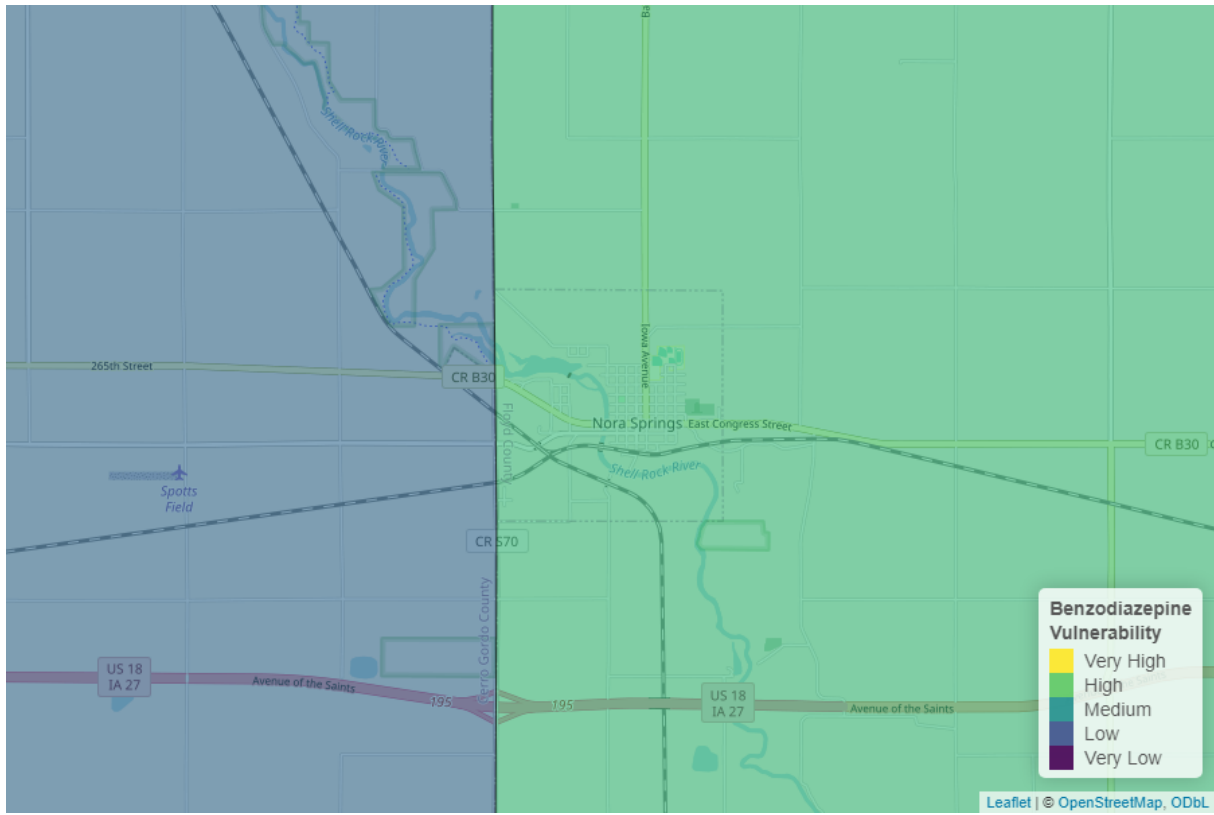 eg
Shell Rock River
265th Street
CR B30
Iowa Avenue
Floyd County
Nora Springs
East Congress Street
CR B30
Shell Rock River
Spotts
Field
CR S70
Cerro Gordo County
US 18
IA 27
Avenue of the Saints
195
195
US 18
IA 27
Avenue of the Saints
Benzodiazepine
Vulnerability
Very High
High
Medium
Low
Very Low
Leaflet | © OpenStreetMap, ODbL